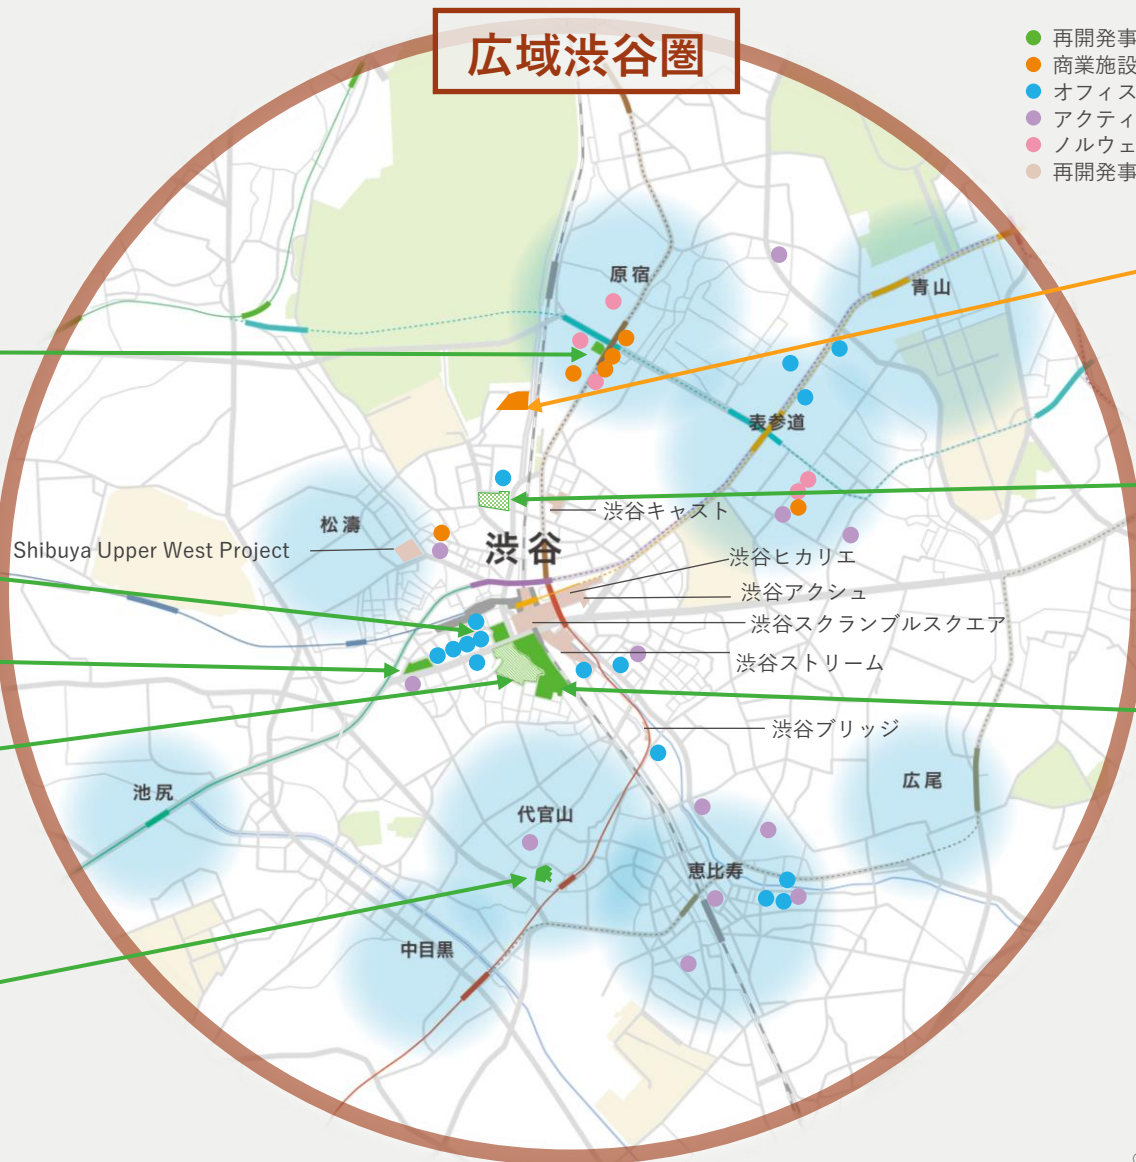 広域渋谷圏
再開発事
商業施設
オフィス
アクティ
ノルウェ
再開発事
原宿
青山
表参道
渋谷キャスト
松濤
渋谷
Shibuya Upper West Project
渋谷ヒカリエ
渋谷アクシュ
渋谷スクランブルスクエア
渋谷ストリーム
渋谷ブリッジ
池尻
広尾
代官山
恵比寿
中目黒